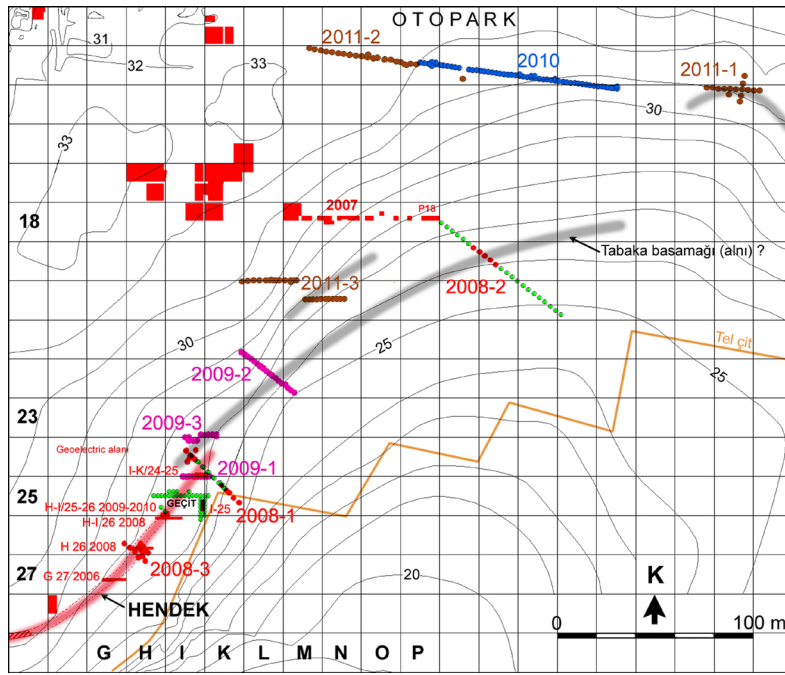 OTOPARK
31
2011-2
32
33
2010
2011-1
30
33
2007
P18
18
Tabaka basamağı (alnı) ?
2011-3
2008-2
Tel çit
30
25
25
2009-2
23
2009-3
Geoelectric alanı
I-K/24-25
2009-1
25
H-I/25-26 2009-2010
GEÇİT
I-25
H-I 26 2008
2008-1
H 26 2008
2008-3
27
G 27 2006
20
K
HENDEK
0
100 m
G H I K L M N O P